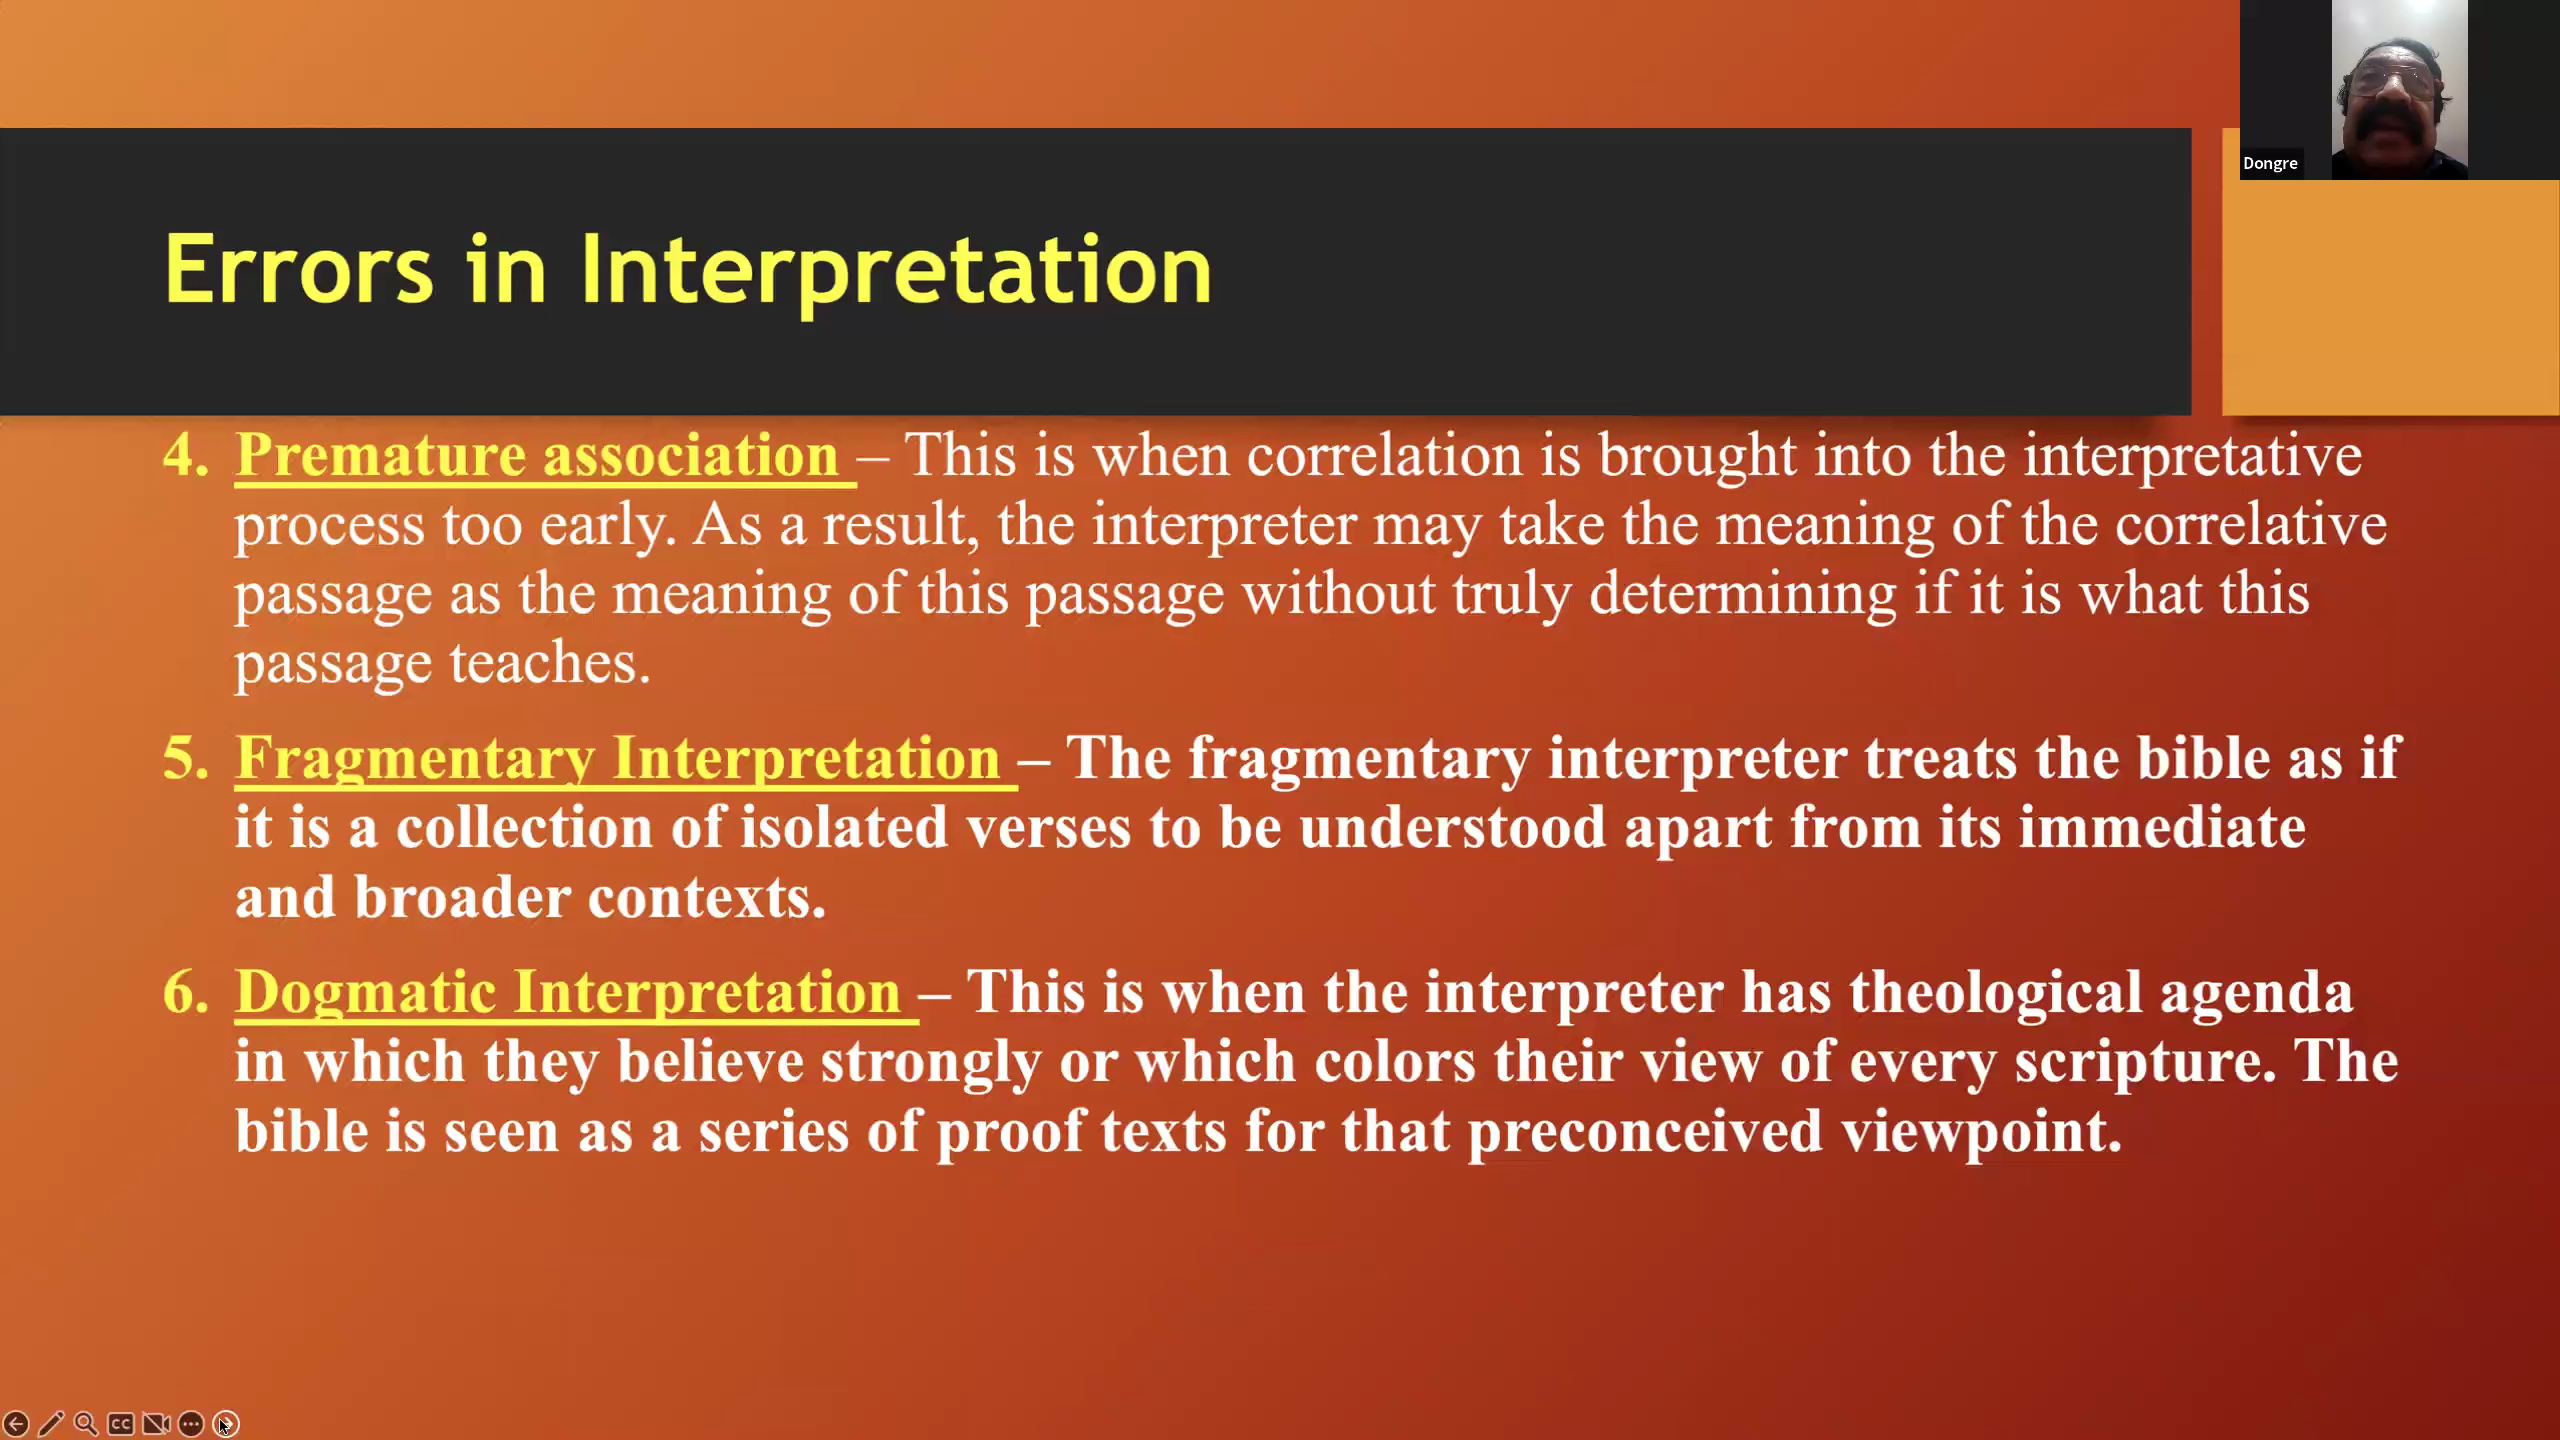 Dongre
Errors in Interpretation
4. Premature association – This is when correlation is brought into the interpretative
process too early. As a result, the interpreter may take the meaning of the correlative
passage as the meaning of this passage without truly determining if it is what this
passage teaches.
5. Fragmentary Interpretation – The fragmentary interpreter treats the bible as if
it is a collection of isolated verses to be understood apart from its immediate
and broader contexts.
6. Dogmatic Interpretation – This is when the interpreter has theological agenda
in which they believe strongly or which colors their view of every scripture. The
bible is seen as a series of proof texts for that preconceived viewpoint.
CC